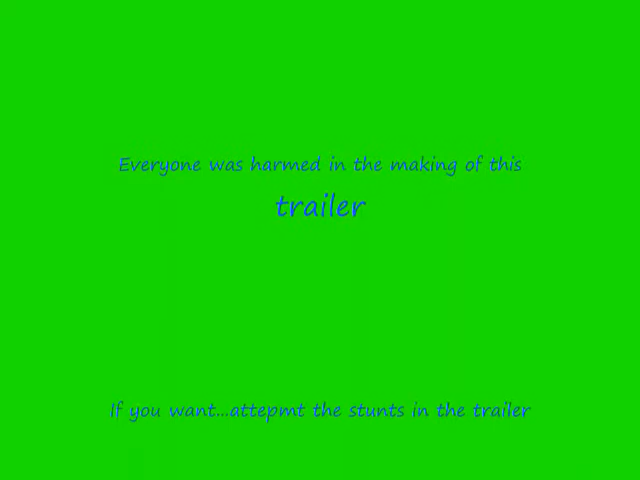 Everyone was harmed in the making of this
trailer
If you want...attepmt the stunts in the trailer